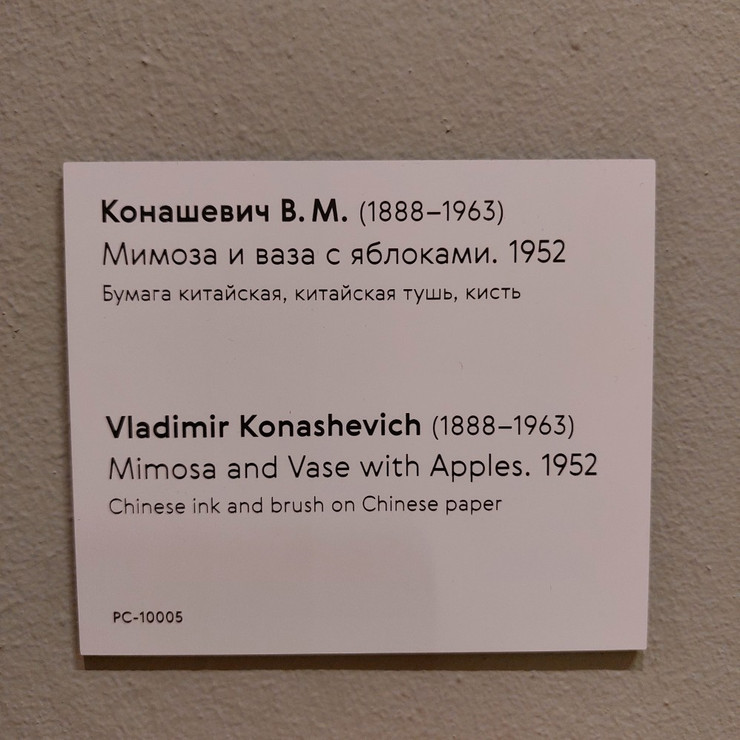 Конашевич В. М. (1888–1963)
Мимоза и ваза с яблоками. 1952
Бумага китайская, китайская тушь, кисть
Vladimir Konashevich (1888–1963)
Mimosa and Vase with Apples. 1952
Chinese ink and brush on Chinese paper
РС-10005